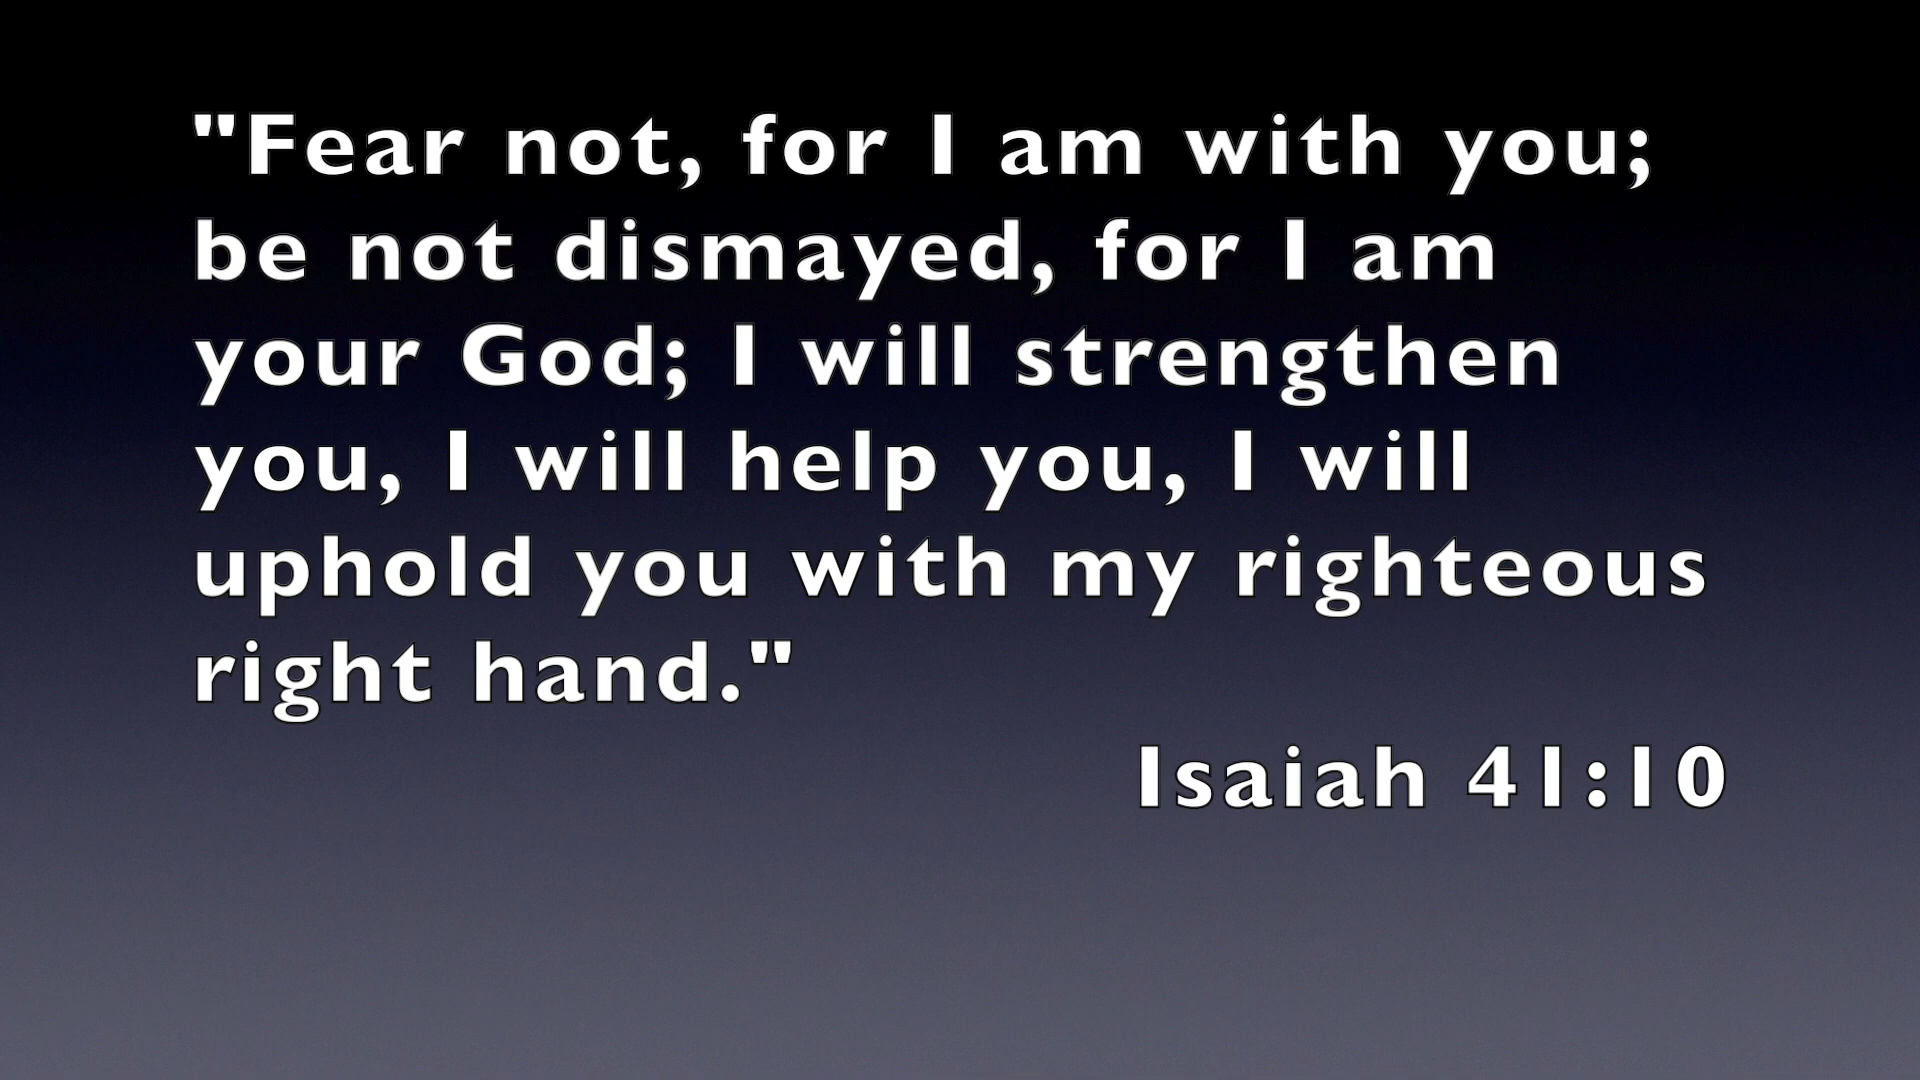 "Fear not, for I am with you;
be not dismayed, for I am
your God; I will strengthen
you, I will help you, I will
uphold you with my righteous
right hand."
Isaiah 41:10